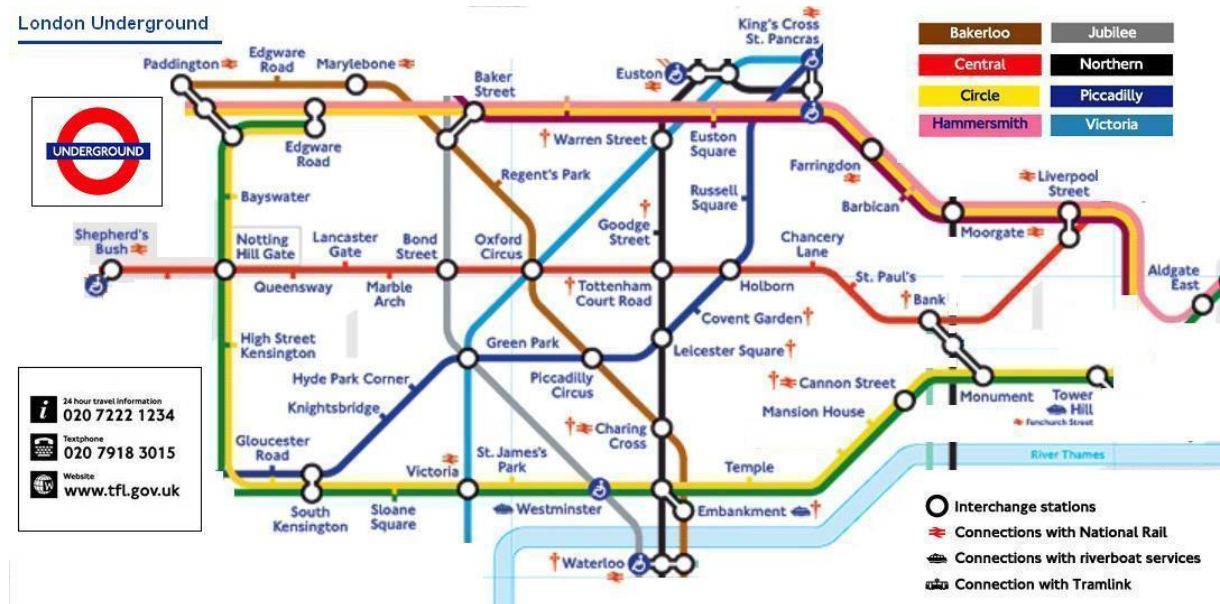 London Underground
UNDERGROUND
Paddington
Edgware
Road
Marylebone
Baker
Street
Euston
King's Cross
St. Pancras
Bakerloo
Jubilee
Central
Northern
Circle
Piccadilly
Hammersmith
Victoria
Edgware
Road
Warren Street
Euston
Square
Farringdon
Liverpool
Street
Regent's Park
Russell
Square
Barbican
Bayswater
Goodge
Street
Moorgate
Shepherd's
Bush
Notting
Hill Gate
Lancaster
Gate
Bond
Street
Oxford
Circus
Chancery
Lane
Aldgate
East
Queensway
Marble
Arch
Tottenham
Court Road
Holborn
St. Paul's
Bank
Covent Garden
High Street
Kensington
Green Park
Leicester Square
Hyde Park Corner
Piccadilly
Circus
Cannon Street
Monument
Tower
Hill
Fenchurch Street
Knightsbridge
Mansion House
Charing
Cross
Gloucester
Road
Victoria
St. James's
Park
Temple
River Thames
South
Kensington
Sloane
Square
Westminster
Embankment
Waterloo
i
24 hour travel information
020 7222 1234
Textphone
020 7918 3015
W
Website
www.tfl.gov.uk
Interchange stations
Connections with National Rail
Connections with riverboat services
Connection with Tramlink